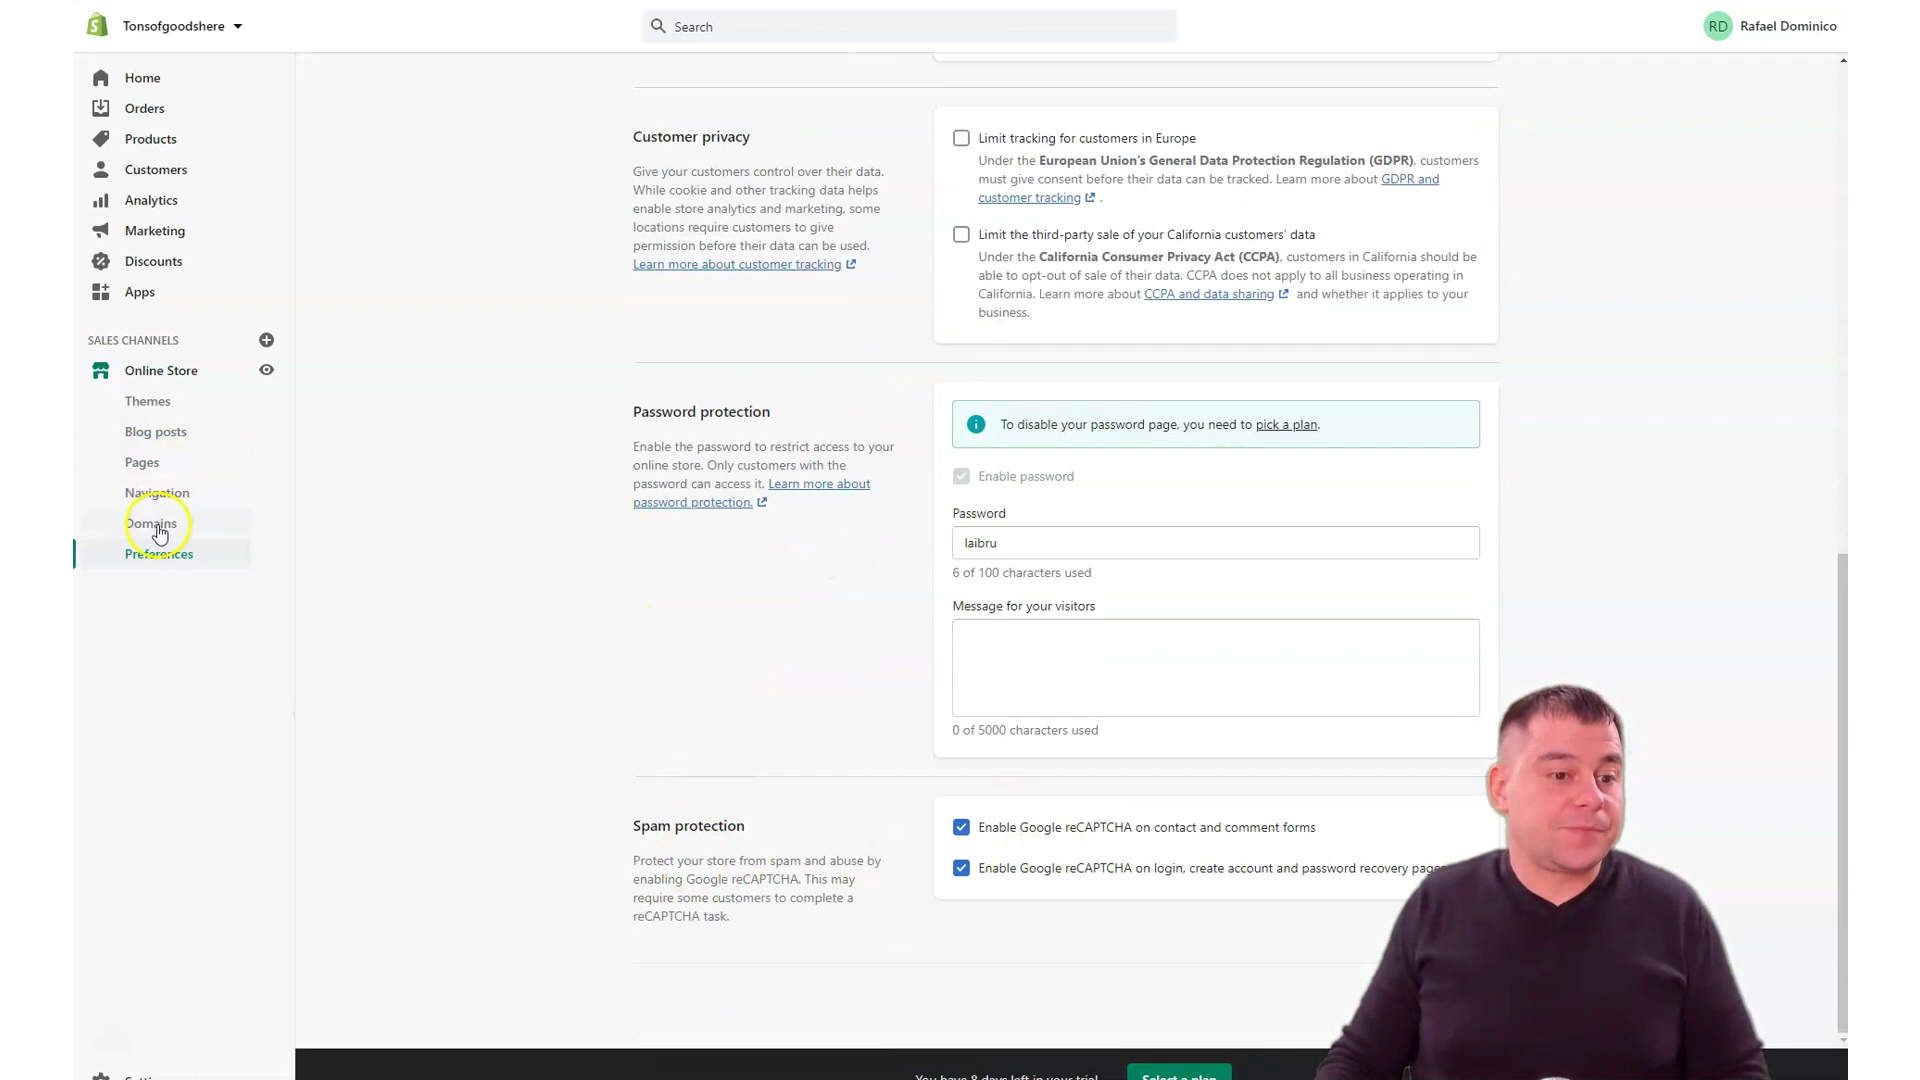 Tonsofgoodshere
Search
RD Rafael Dominico
Home
Orders
Products
Customers
Analytics
Marketing
Discounts
Apps
SALES CHANNELS
Online Store
Themes
Blog posts
Pages
Navigation
Domains
Preferences
Customer privacy
Give your customers control over their data.
While cookie and other tracking data helps
enable store analytics and marketing, some
locations require customers to give
permission before their data can be used.
Learn more about customer tracking
Limit tracking for customers in Europe
Under the European Union's General Data Protection Regulation (GDPR), customers
must give consent before their data can be tracked. Learn more about GDPR and
customer tracking .
Limit the third-party sale of your California customers' data
Under the California Consumer Privacy Act (CCPA), customers in California should be
able to opt-out of sale of their data. CCPA does not apply to all business operating in
California. Learn more about CCPA and data sharing and whether it applies to your
business.
Password protection
Enable the password to restrict access to your
online store. Only customers with the
password can access it. Learn more about
password protection.
To disable your password page, you need to pick a plan.
Enable password
Password
laibru
6 of 100 characters used
Message for your visitors
0 of 5000 characters used
Spam protection
Protect your store from spam and abuse by
enabling Google reCAPTCHA. This may
require some customers to complete a
reCAPTCHA task.
Enable Google reCAPTCHA on contact and comment forms
Enable Google reCAPTCHA on login, create account and password recovery
You have 8 days left in your trial
Select a plan